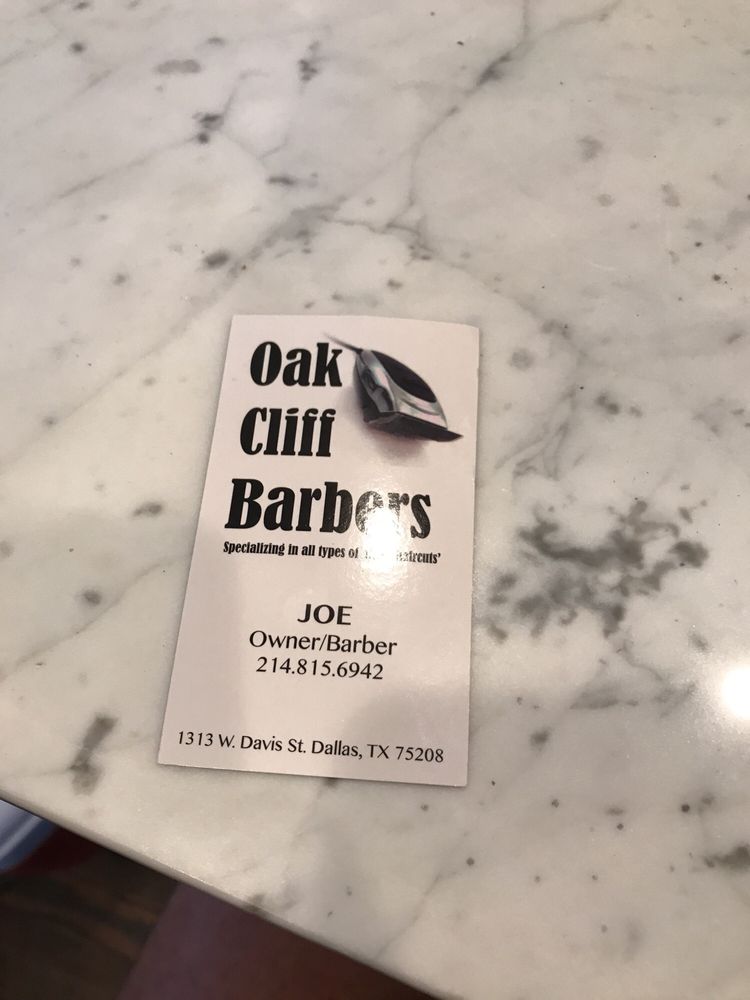 Oak
Cliff
Barbers
Specializing in all types of haircuts'
JOE
Owner/Barber
214.815.6942
1313 W. Davis St. Dallas, TX 75208